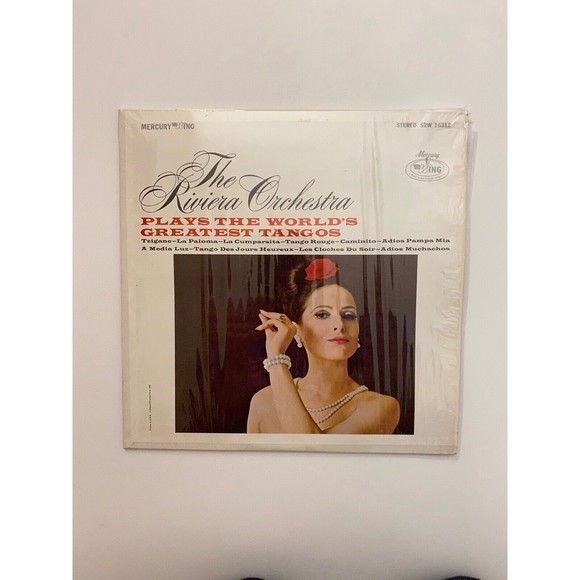 MERCURY WING
STEREO SDW 16312
Mercury
WING
The
Riviera Orchestra
PLAYS THE WORLD'S
GREATEST TANGOS
Tzigane—La Paloma—La Cumparsita—Tango Rouge—Caminito—Adios Pampa Mia
A Media Luz—Tango Des Jours Heureux—Les Cloches Du Soir—Adios Muchachos